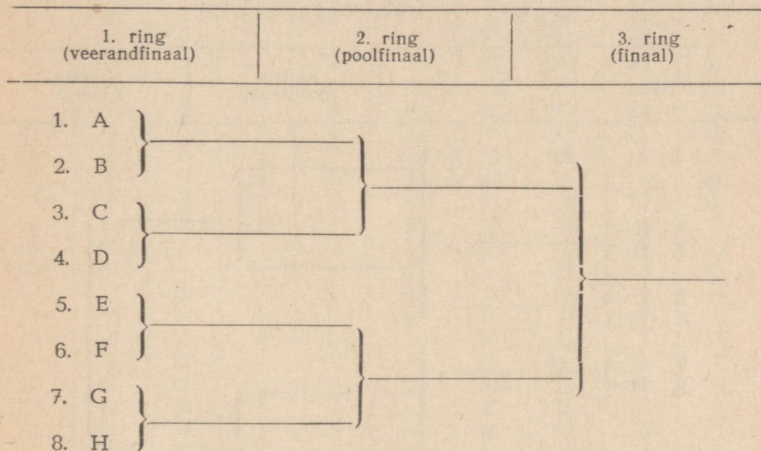 1. ring
(veerandfinaal)
2. ring
(poolfinaal)
3. ring
(finaal)
1. A
2. B
3. C
4. D
5. E
6. F
7. G
8. H